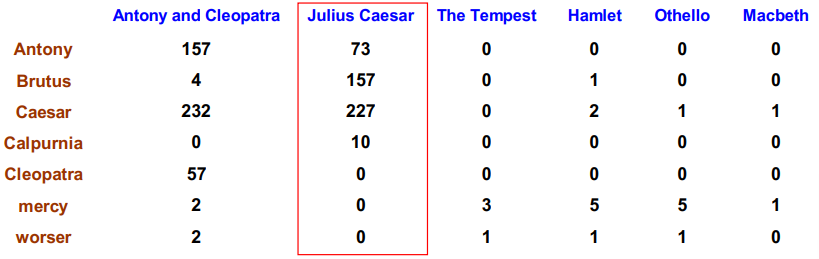 Antony and Cleopatra Julius Caesar The Tempest Hamlet Othello Macbeth
Antony 157 73 0 0 0 0
Brutus 4 157 0 1 0 0
Caesar 232 227 0 2 1 1
Calpurnia 0 10 0 0 0 0
Cleopatra 57 0 0 0 0 0
mercy 2 0 3 5 5 1
worser 2 0 1 1 1 0